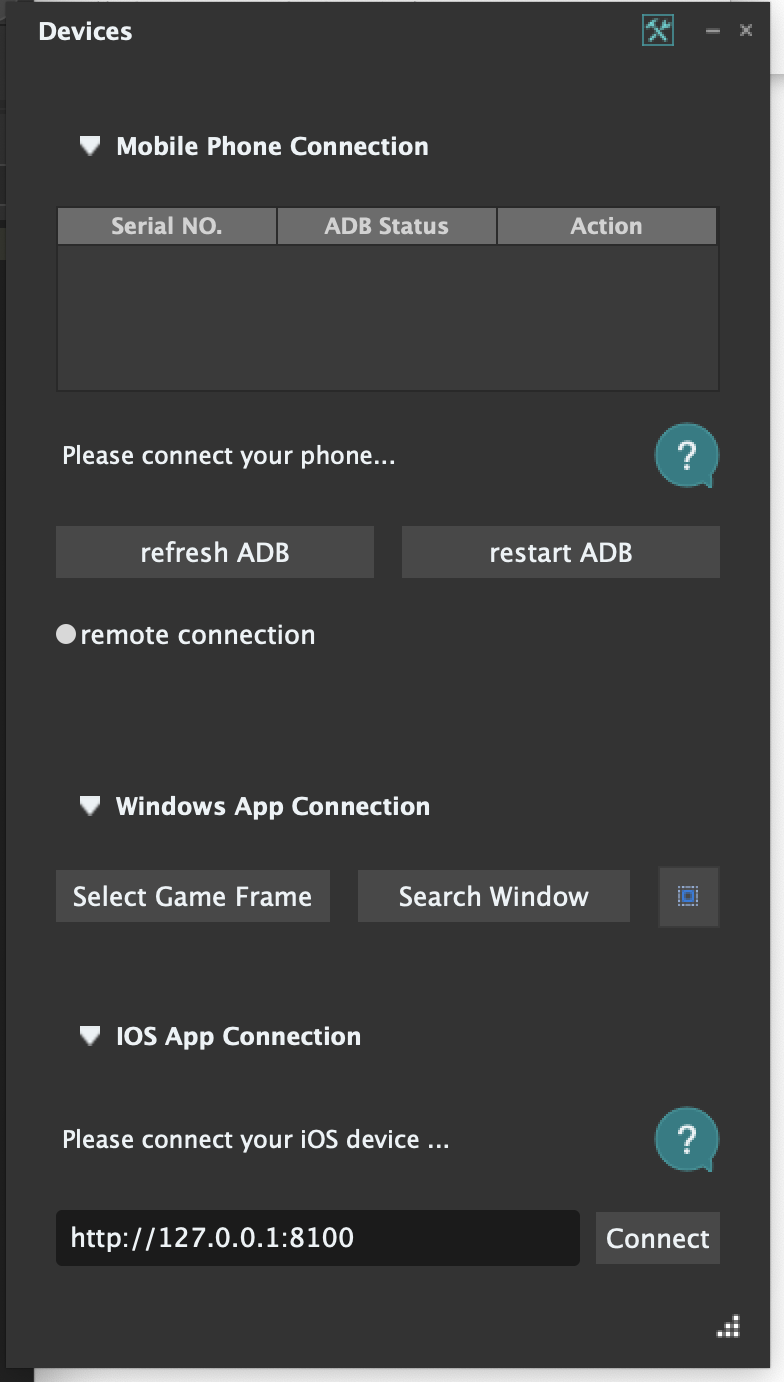 Devices
Mobile Phone Connection
Serial NO. ADB Status Action
Please connect your phone...
?
refresh ADB restart ADB
remote connection
Windows App Connection
Select Game Frame Search Window
IOS App Connection
Please connect your iOS device ...
?
http://127.0.0.1:8100 Connect